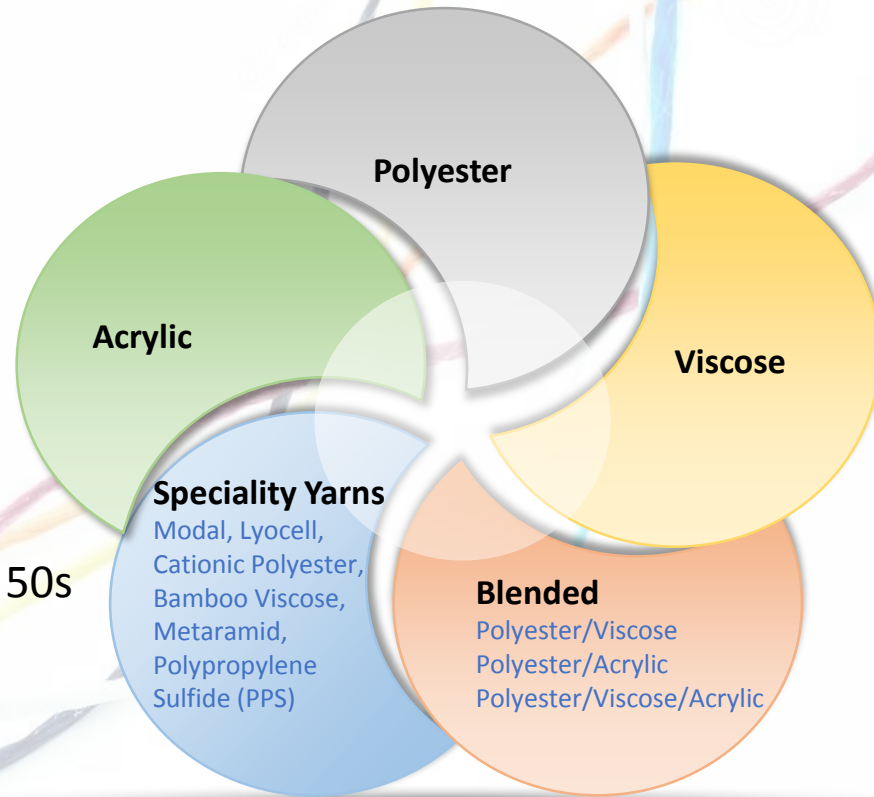 Polyester
Acrylic
Viscose
Speciality Yarns
Modal, Lyocell,
Cationic Polyester,
Bamboo Viscose,
Metaramid,
Polypropylene
Sulfide (PPS)
50s
Blended
Polyester/Viscose
Polyester/Acrylic
Polyester/Viscose/Acrylic